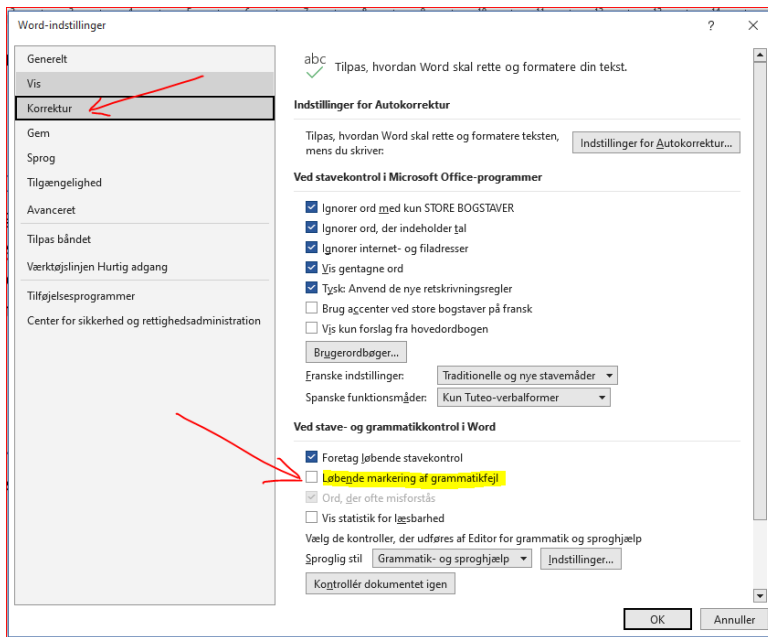 Word-indstillinger
?
Generelt
Vis
Korrektur
Gem
Sprog
Tilgængelighed
Avanceret
Tilpas båndet
Værktøjslinjen Hurtig adgang
Tilføjelsesprogrammer
Center for sikkerhed og rettighedsadministration
abc
Tilpas, hvordan Word skal rette og formatere din tekst.
Indstillinger for Autokorrektur
Tilpas, hvordan Word skal rette og formatere teksten,
mens du skriver:
Indstillinger for Autokorrektur...
Ved stavekontrol i Microsoft Office-programmer
Ignorer ord med kun STORE BOGSTAVER
Ignorer ord, der indeholder tal
Ignorer internet- og filadresser
Vis gentagne ord
Tysk: Anvend de nye retskrivningsregler
Brug accenter ved store bogstaver på fransk
Vis kun forslag fra hovedordbogen
Brugerordbøger...
Franske indstillinger: Traditionelle og nye stavemåder
Spanske funktionsmåder: Kun Tuteo-verbalformer
Ved stave- og grammatikkontrol i Word
Foretag løbende stavekontrol
Løbende markering af grammatikfejl
Ord, der ofte misforstås
Vis statistik for læsbarhed
Vælg de kontroller, der udføres af Editor for grammatik og sproghjælp
Sproglig stil Grammatik- og sproghjælp Indstillinger...
Kontrollér dokumentet igen
OK Annuller